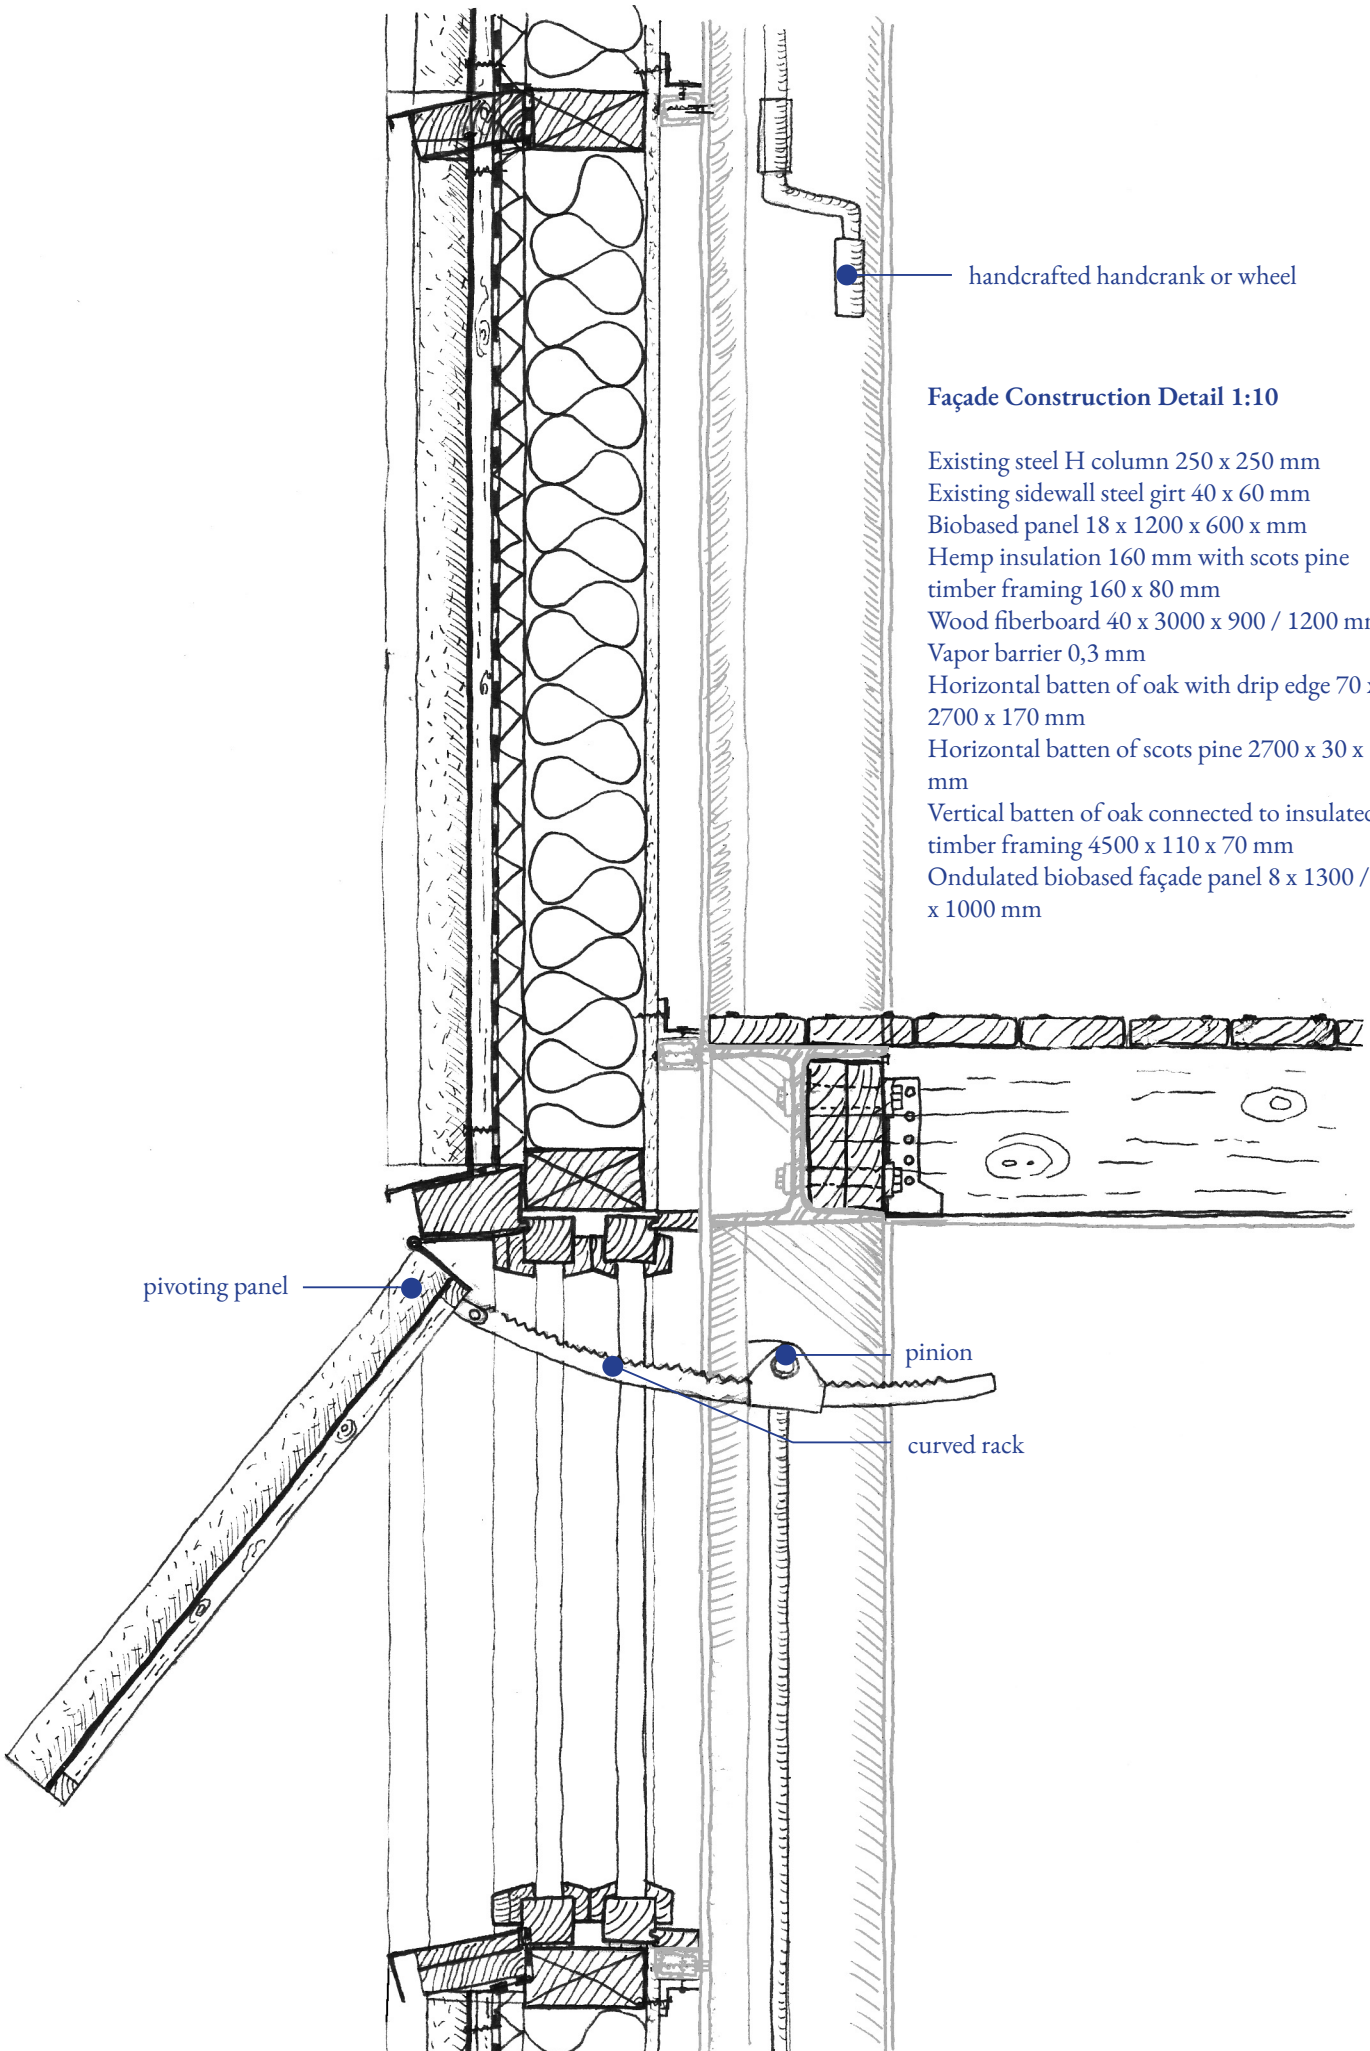 handcrafted handcrank or wheel
Façade Construction Detail 1:10
Existing steel H column 250 x 250 mm
Existing sidewall steel girt 40 x 60 mm
Biobased panel 18 x 1200 x 600 x mm
Hemp insulation 160 mm with scots pine
timber framing 160 x 80 mm
Wood fiberboard 40 x 3000 x 900 / 1200
Vapor barrier 0,3 mm
Horizontal batten of oak with drip edge 70
2700 x 170 mm
Horizontal batten of scots pine 2700 x 30 x
mm
Vertical batten of oak connected to insulated
timber framing 4500 x 110 x 70 mm
Ondulated biobased façade panel 8 x 1300 /
x 1000 mm
pivoting panel
pinion
curved rack